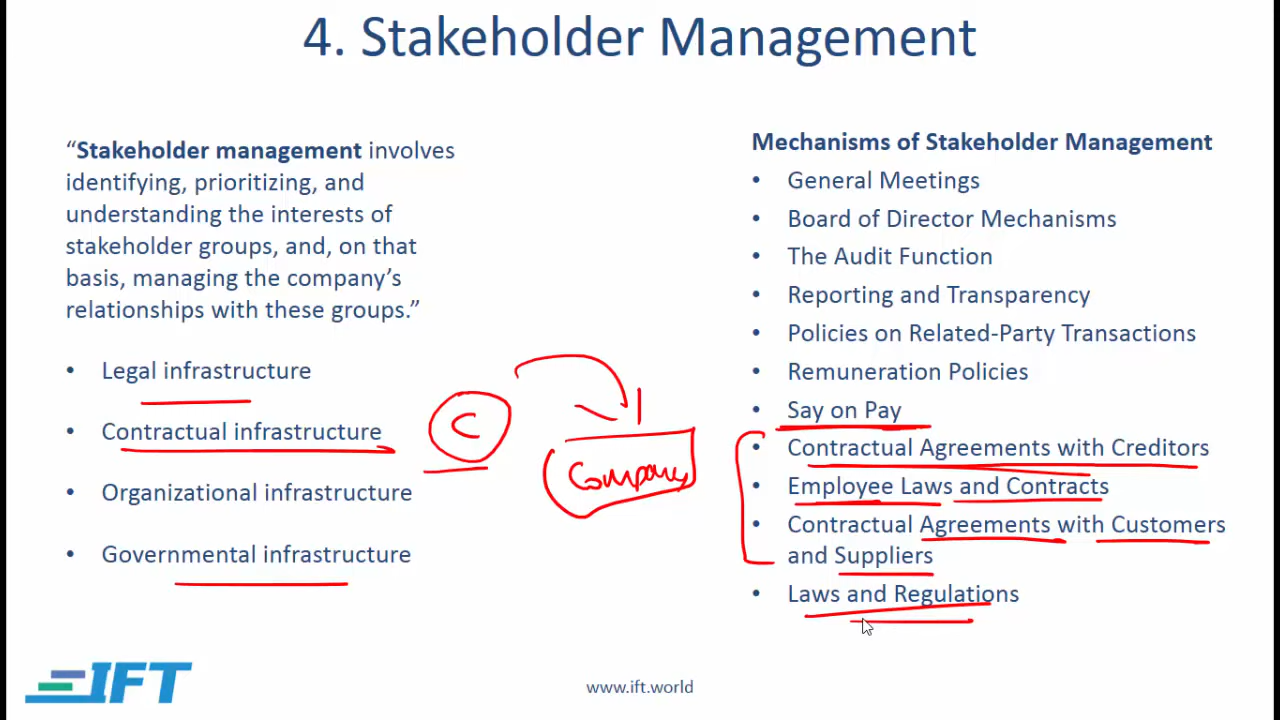 4. Stakeholder Management
“Stakeholder management involves
identifying, prioritizing, and
understanding the interests of
stakeholder groups, and, on that
basis, managing the company’s
relationships with these groups.”
• Legal infrastructure
• Contractual infrastructure
• Organizational infrastructure
• Governmental infrastructure
C
Company
Mechanisms of Stakeholder Management
• General Meetings
• Board of Director Mechanisms
• The Audit Function
• Reporting and Transparency
• Policies on Related-Party Transactions
• Remuneration Policies
• Say on Pay
• Contractual Agreements with Creditors
• Employee Laws and Contracts
• Contractual Agreements with Customers
and Suppliers
• Laws and Regulations
IFT
www.ift.world